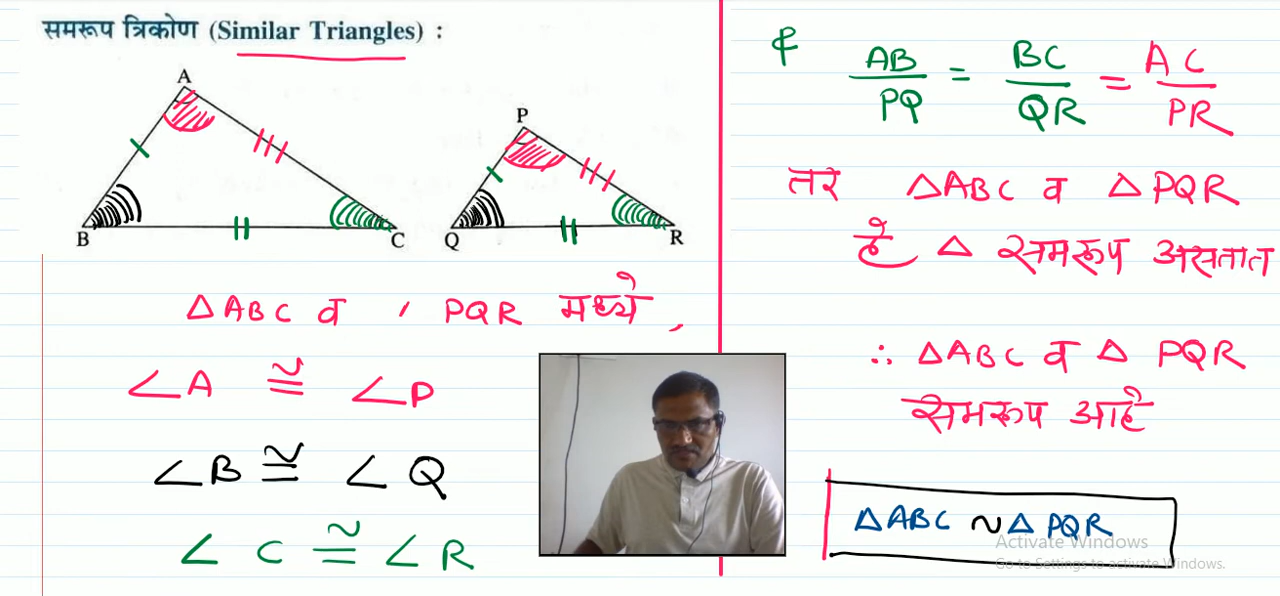 समरूप त्रिकोण (Similar Triangles) :
A
B
C
P
Q
R
△ABC व PQR मध्ये,
∠A ≅ ∠P
∠B ≅ ∠Q
∠C ≅ ∠R
& AB/PQ = BC/QR = AC/PR
तर △ABC व △PQR
हे △ समरूप असतात
∴ △ABC व △ PQR
समरूप आहे
△ABC ~ △PQR
Activate Windows
Go to Settings to activate Windows.